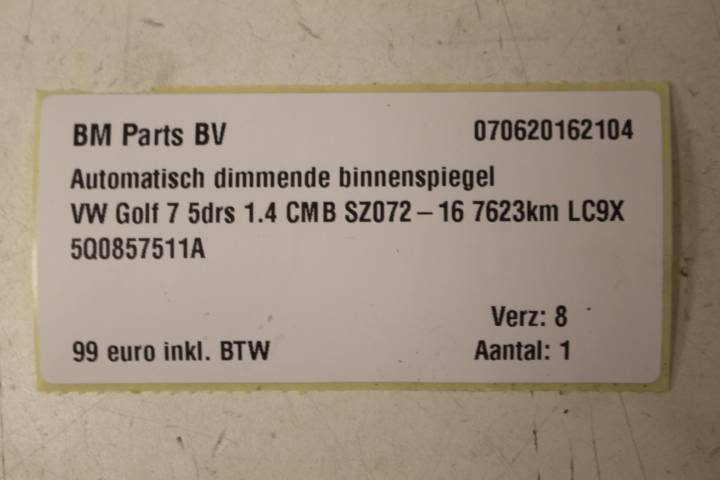 BM Parts BV 070620162104
Automatisch dimmende binnenspiegel
VW Golf 7 5drs 1.4 CMB SZ072 – 16 7623km LC9X
5Q0857511A
Verz: 8
99 euro inkl. BTW Aantal: 1